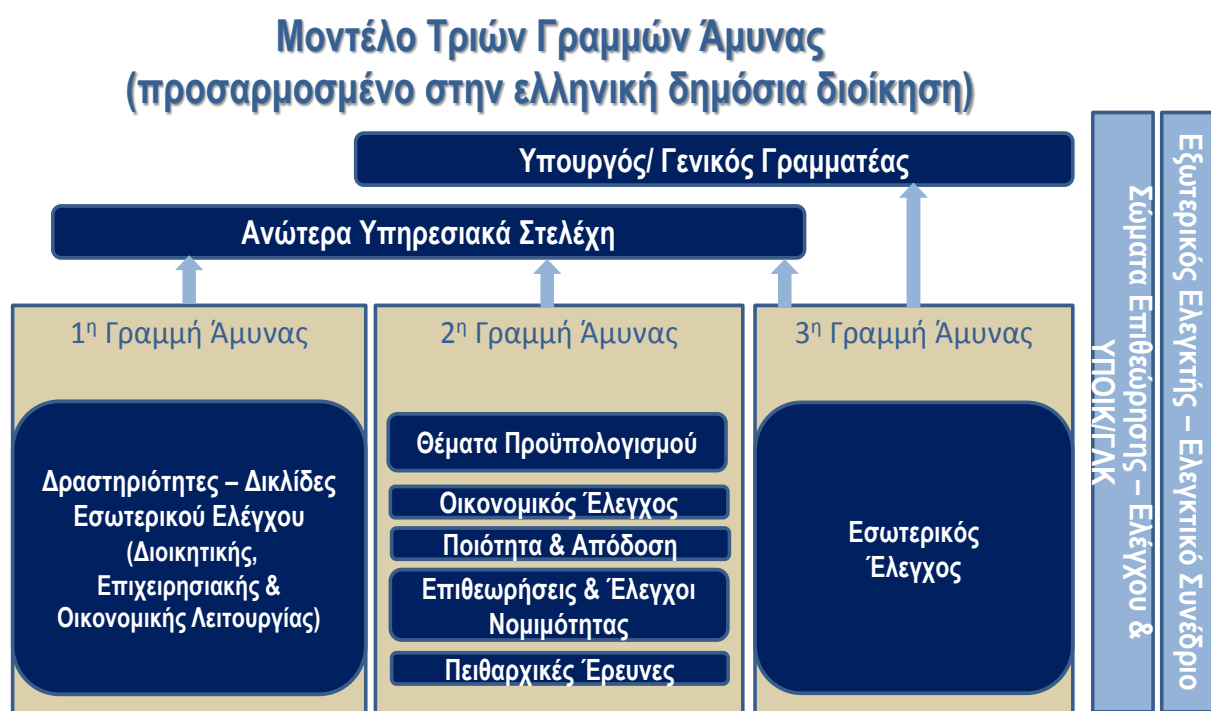 Μοντέλο Τριών Γραμμών Άμυνας
(προσαρμοσμένο στην ελληνική δημόσια διοίκηση)
Υπουργός/ Γενικός Γραμματέας
Ανώτερα Υπηρεσιακά Στελέχη
1η Γραμμή Άμυνας
Δραστηριότητες – Δικλίδες
Εσωτερικού Ελέγχου
(Διοικητικής,
Επιχειρησιακής &
Οικονομικής Λειτουργίας)
2η Γραμμή Άμυνας
Θέματα Προϋπολογισμού
Οικονομικός Έλεγχος
Ποιότητα & Απόδοση
Επιθεωρήσεις & Έλεγχοι
Νομιμότητας
Πειθαρχικές Έρευνες
3η Γραμμή Άμυνας
Εσωτερικός
Έλεγχος
Σώματα Επιθεώρησης – Ελέγχου &
ΥΠΟΙΚ/ΓΛΚ
Εξωτερικός Ελεγκτής – Ελεγκτικό Συνέδριο